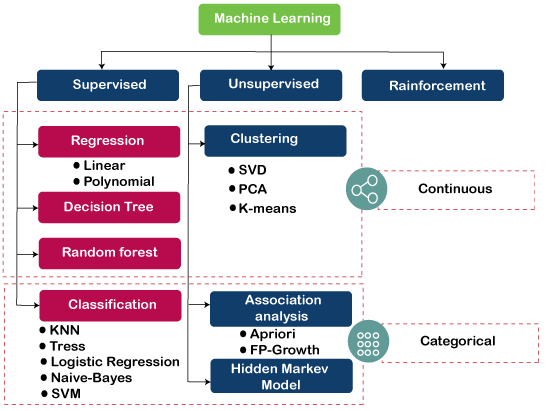 Machine Learning
Supervised
Unsupervised
Rainforcement
Regression
• Linear
• Polynomial
Decision Tree
Random forest
Clustering
• SVD
• PCA
• K-means
Continuous
Classification
• KNN
• Tress
• Logistic Regression
• Naive-Bayes
• SVM
Association
analysis
• Apriori
• FP-Growth
Hidden Markev
Model
Categorical